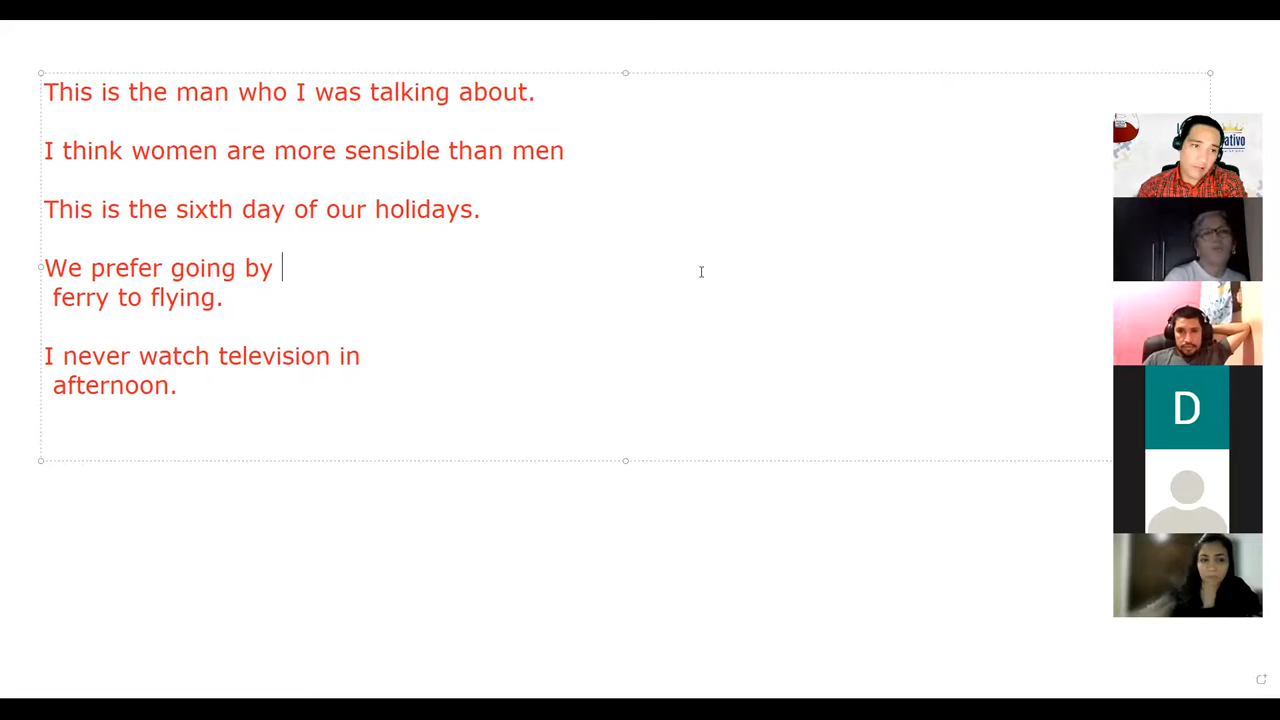 This is the man who I was talking about.
I think women are more sensible than men
This is the sixth day of our holidays.
We prefer going by
ferry to flying.
I never watch television in
afternoon.
ativo
D